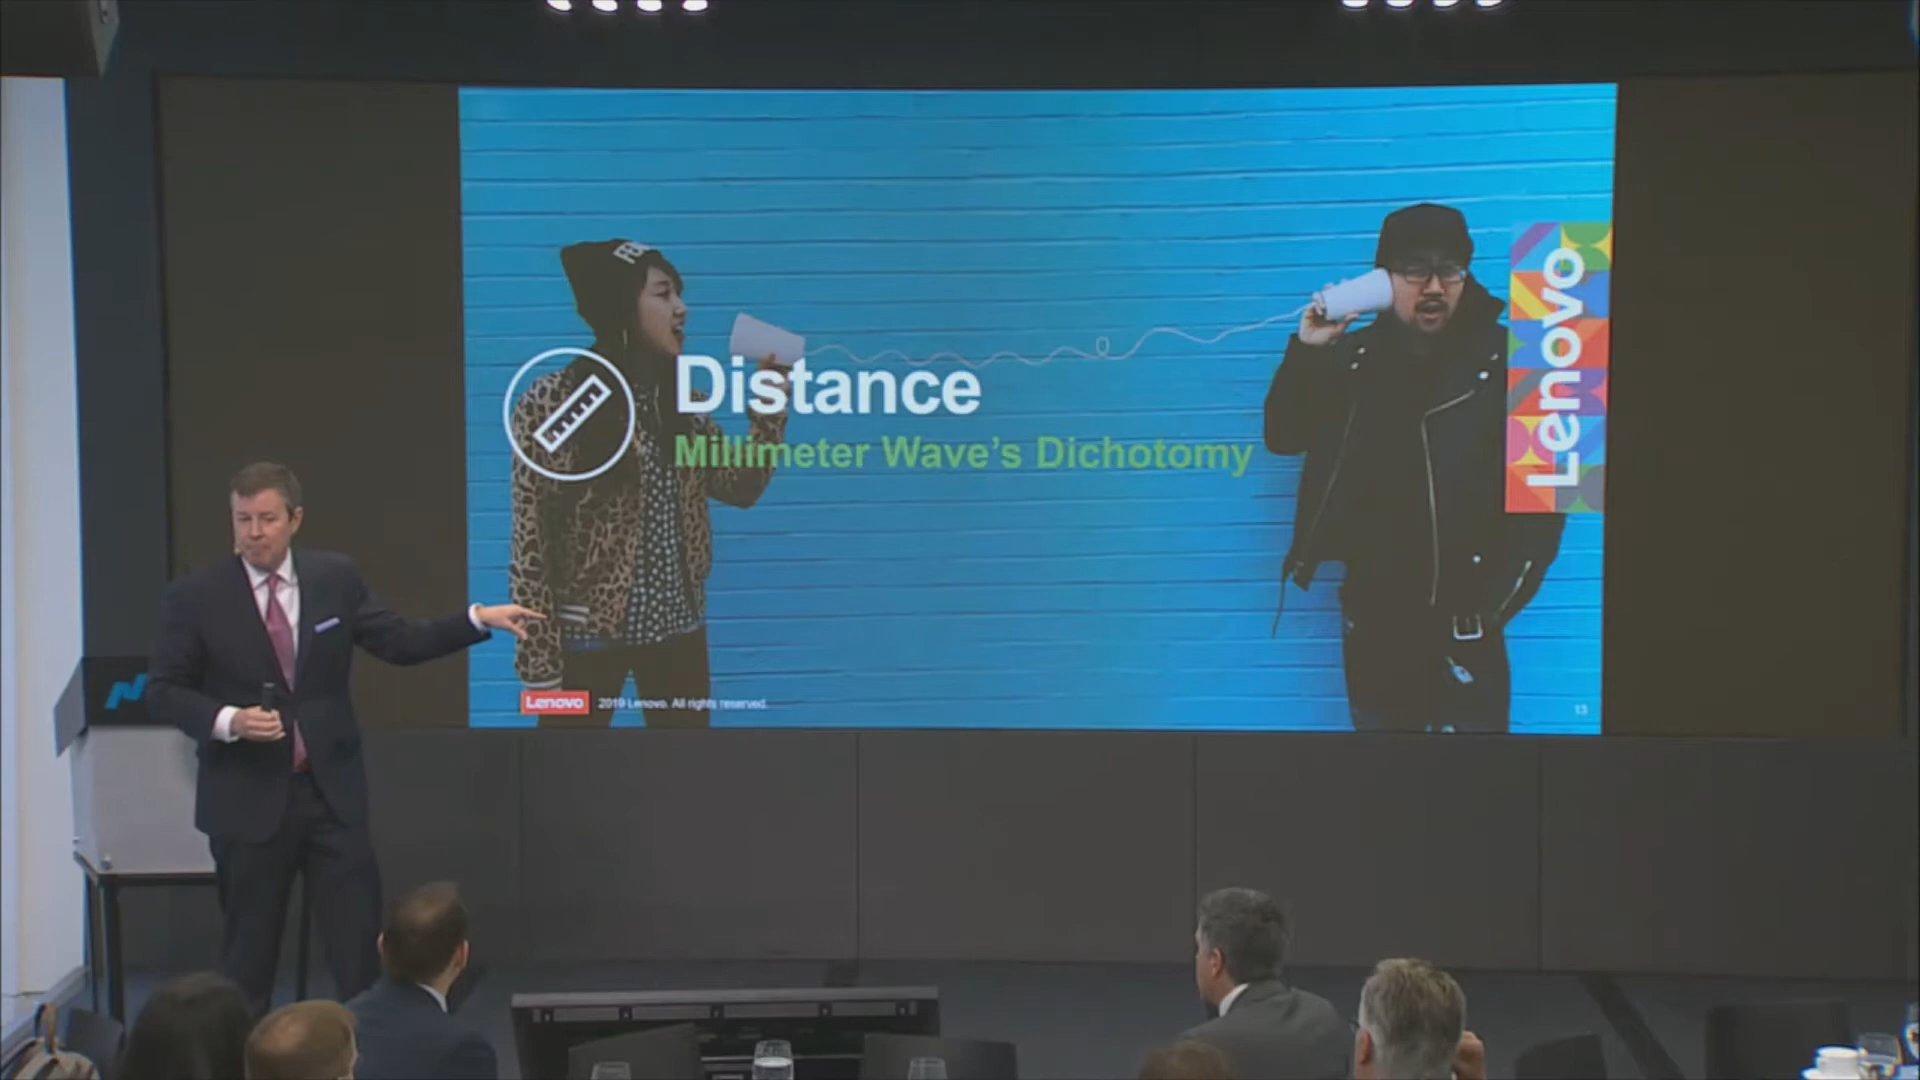 Distance
Millimeter Wave's Dichotomy
Lenovo
Lenovo
2019 Lenovo. All rights reserved.
13